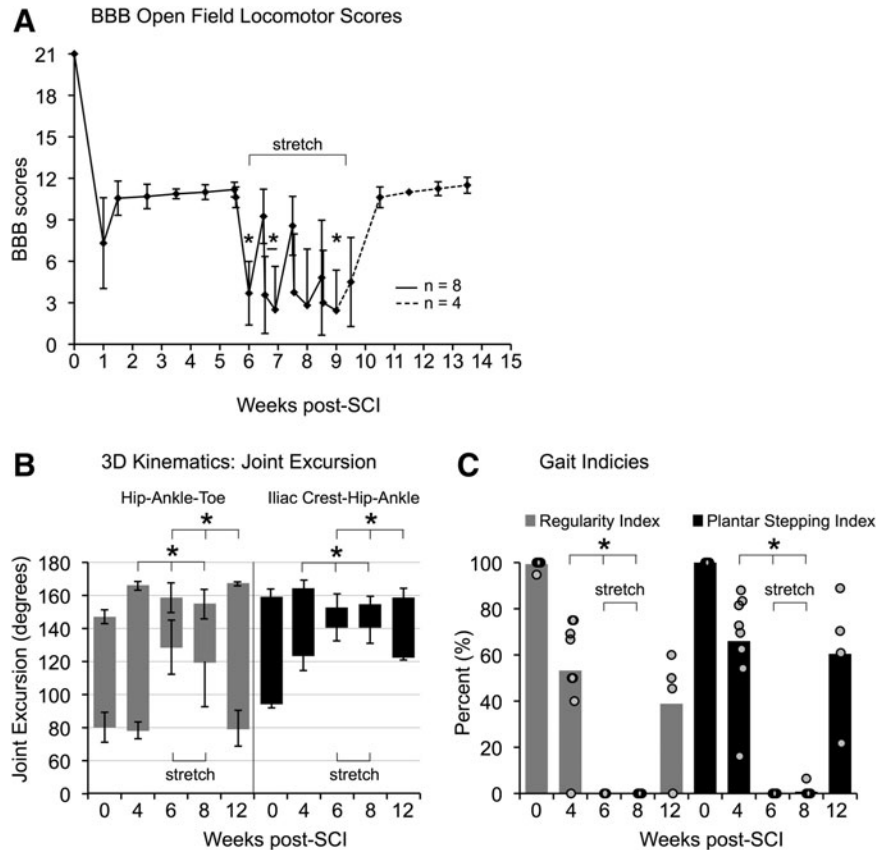 A
BBB Open Field Locomotor Scores
BBB scores
21
18
15
12
9
6
3
0
stretch
*
*
*
n = 8
n = 4
0 1 2 3 4 5 6 7 8 9 10 11 12 13 14 15
Weeks post-SCI
B
3D Kinematics: Joint Excursion
Hip-Ankle-Toe
Iliac Crest-Hip-Ankle
*
*
*
*
Joint Excursion (degrees)
180
160
140
120
100
80
60
0
stretch
stretch
0 4 6 8 12 0 4 6 8 12
Weeks post-SCI
C
Gait Indicies
Regularity Index
Plantar Stepping Index
*
*
stretch
stretch
Percent (%)
100
80
60
40
20
0
0 4 6 8 12 0 4 6 8 12
Weeks post-SCI